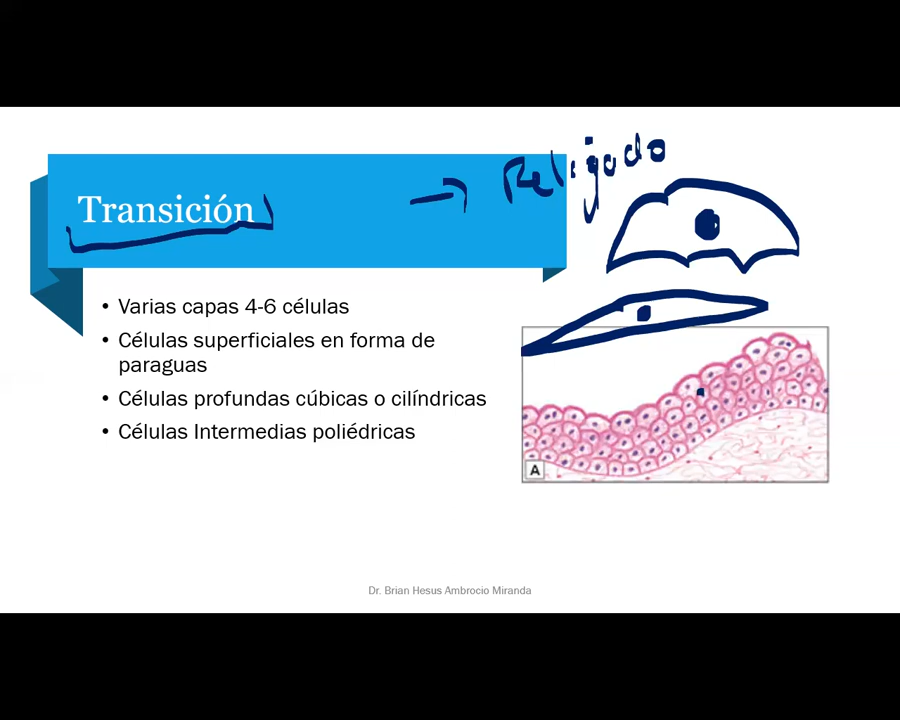 → Relajado
Transición
• Varias capas 4-6 células
• Células superficiales en forma de
paraguas
• Células profundas cúbicas o cilíndricas
• Células Intermedias poliédricas
A
Dr. Brian Hesus Ambrocio Miranda